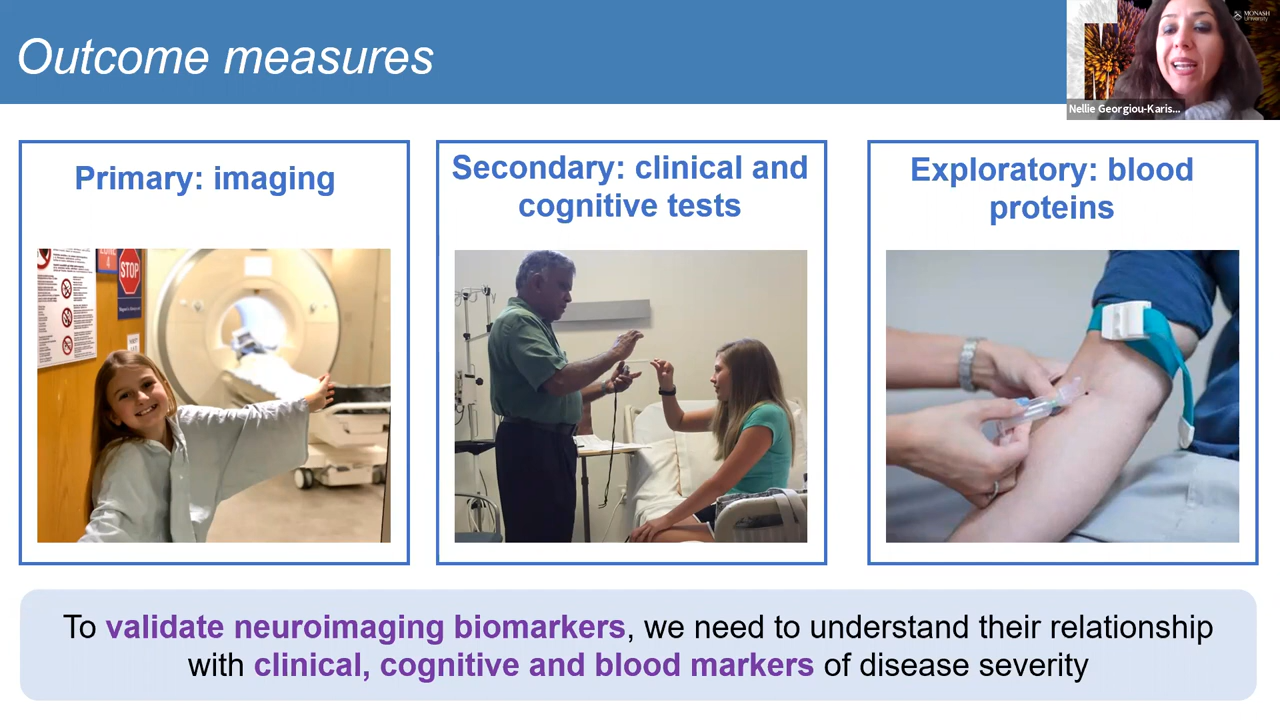 Outcome measures
MONASH
University
Nellie Georgiou-Karis...
Primary: imaging
Secondary: clinical and
cognitive tests
Exploratory: blood
proteins
4
STOP
To validate neuroimaging biomarkers, we need to understand their relationship
with clinical, cognitive and blood markers of disease severity